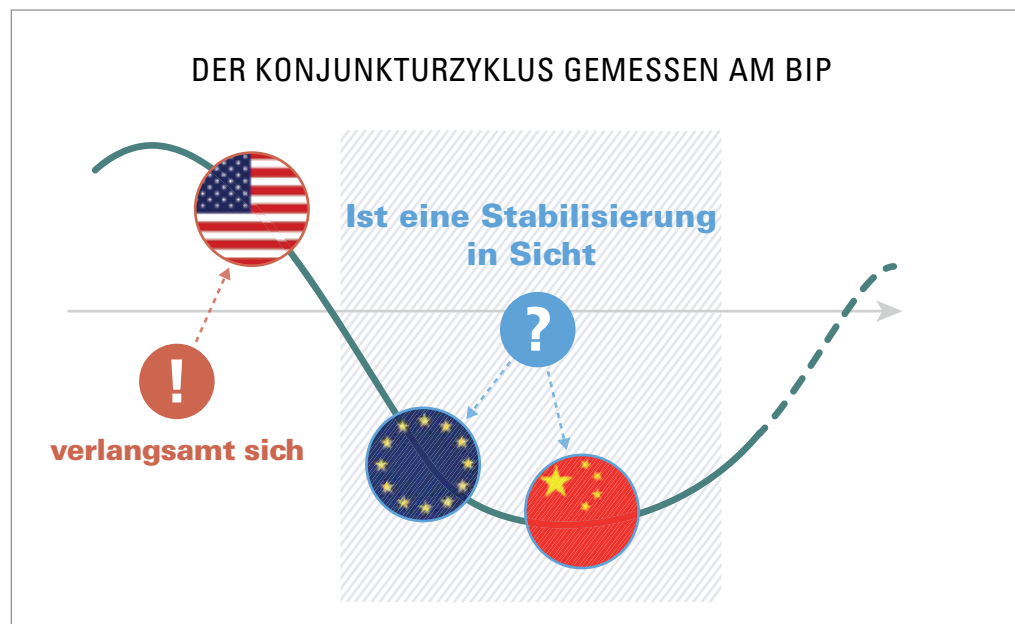 DER KONJUNKTURZYKLUS GEMESSEN AM BIP
Ist eine Stabilisierung
in Sicht
?
!
verlangsamt sich